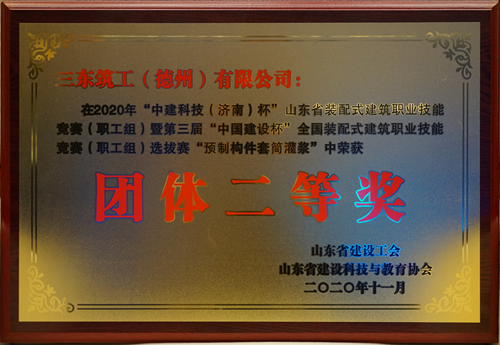 三东筑工（德州）有限公司：
在2020年“中建科技（济南）杯”山东省装配式建筑职业技能
竞赛（职工组）暨第三届“中国建设杯”全国装配式建筑职业技能
竞赛（职工组）选拔赛“预制构件套筒灌浆”中荣获
团体二等奖
山东省建设工会
山东省建设科技与教育协会
二〇二〇年十一月